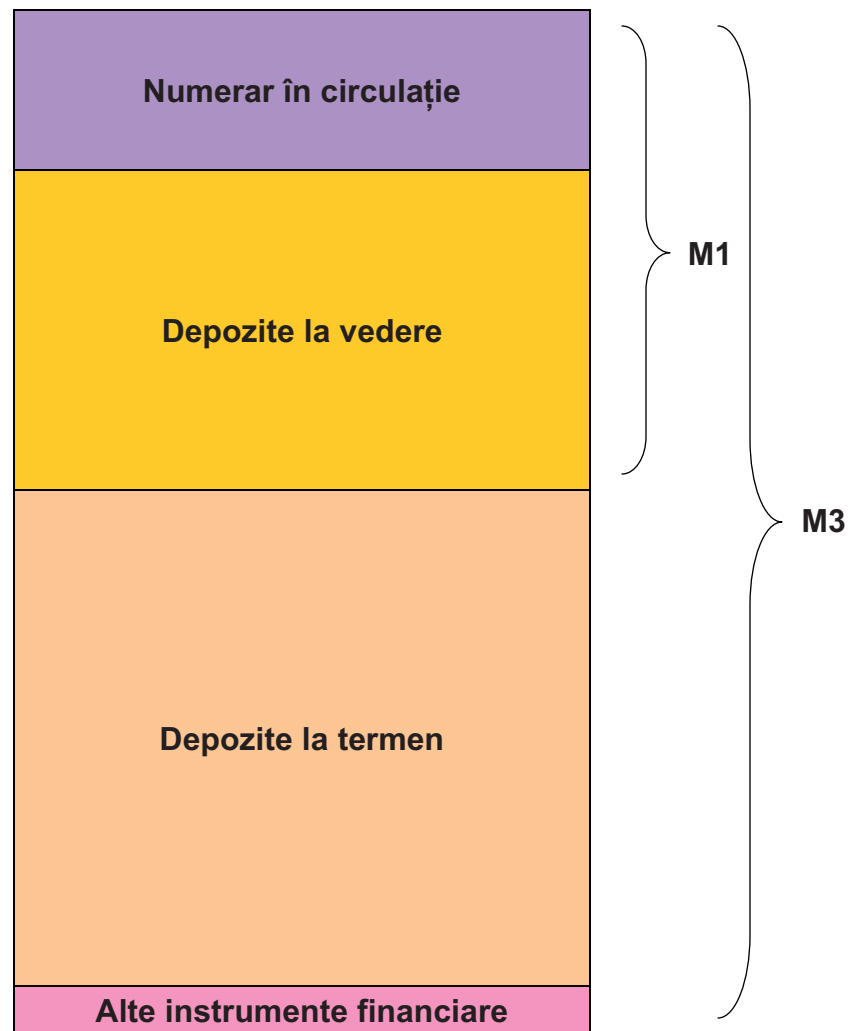 Numerar în circulație
M1
Depozite la vedere
M3
Depozite la termen
Alte instrumente financiare